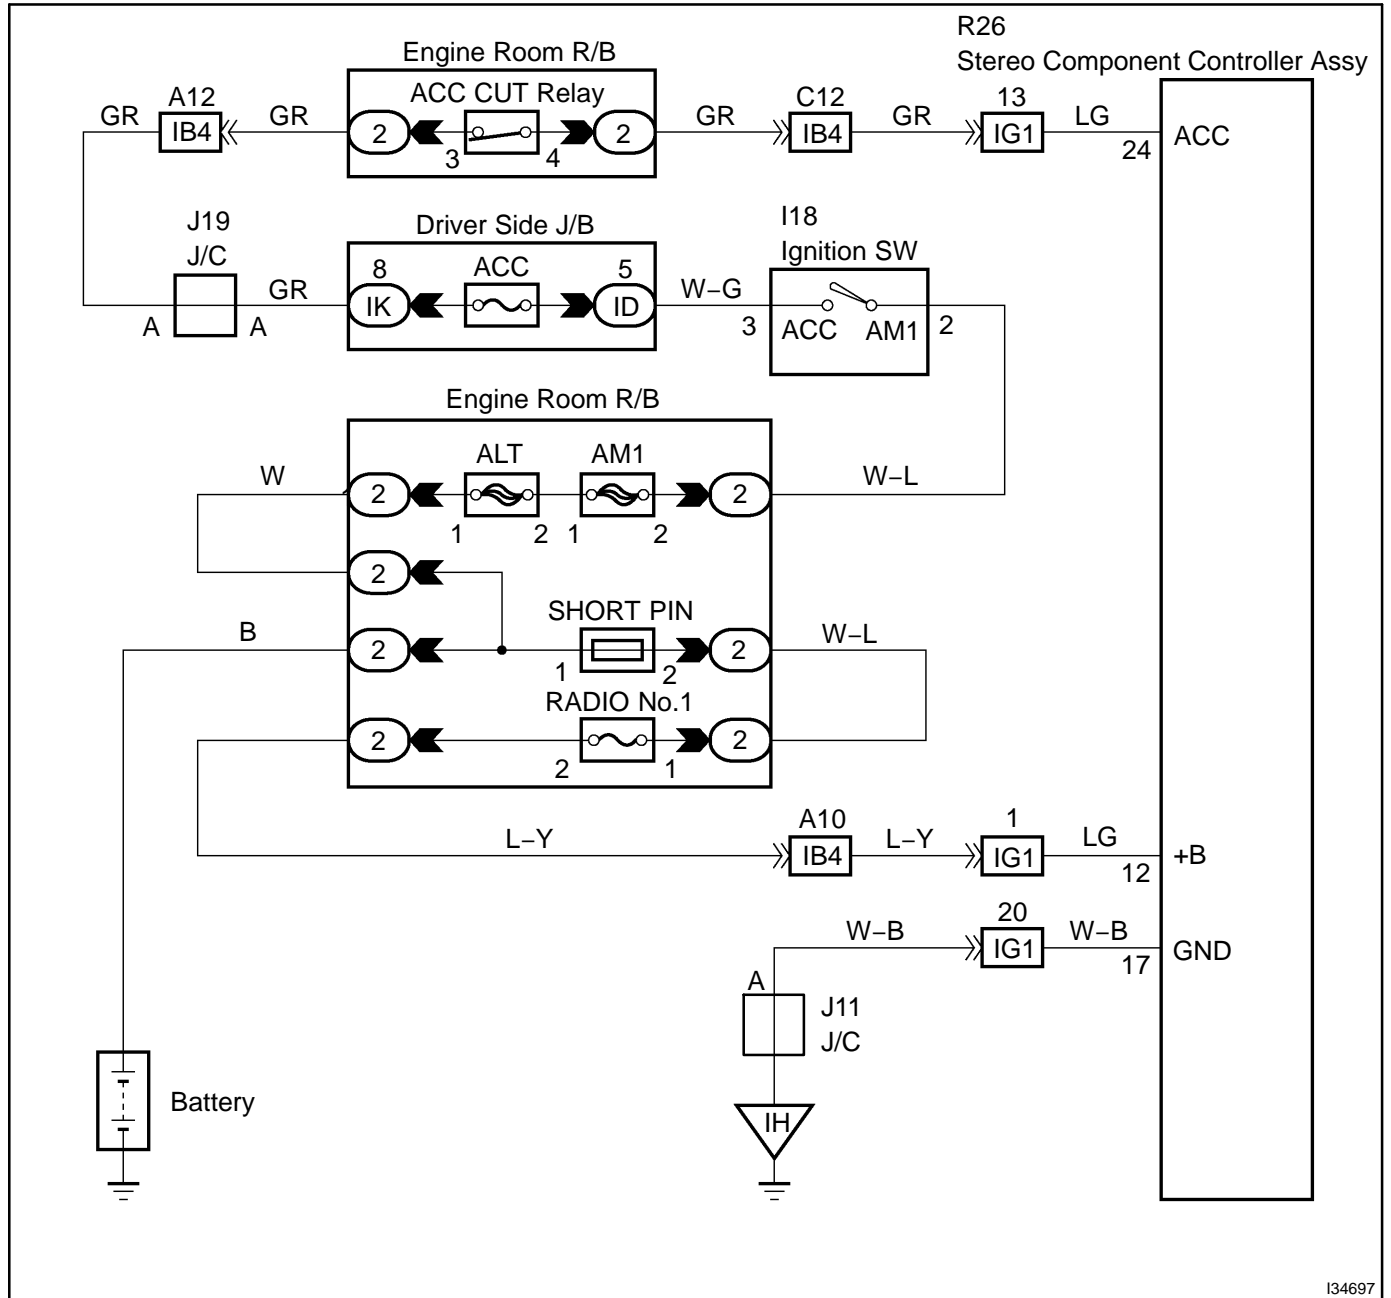 R26
Stereo Component Controller Assy
Engine Room R/B
A12
ACC CUT Relay
C12
13
GR
IB4
GR
2
2
GR
IB4
GR
IG1
LG
ACC
3
4
24
J19
J/C
Driver Side J/B
I18
Ignition SW
GR
8
ACC
5
W–G
IK
ID
A
A
3
ACC
AM1
2
Engine Room R/B
ALT
AM1
W
2
2
W–L
1
2
1
2
2
SHORT PIN
B
2
2
W–L
1
2
RADIO No.1
2
2
2
1
A10
1
L–Y
IB4
L–Y
IG1
LG
+B
12
20
W–B
IG1
W–B
GND
17
A
J11
J/C
Battery
IH
I34697